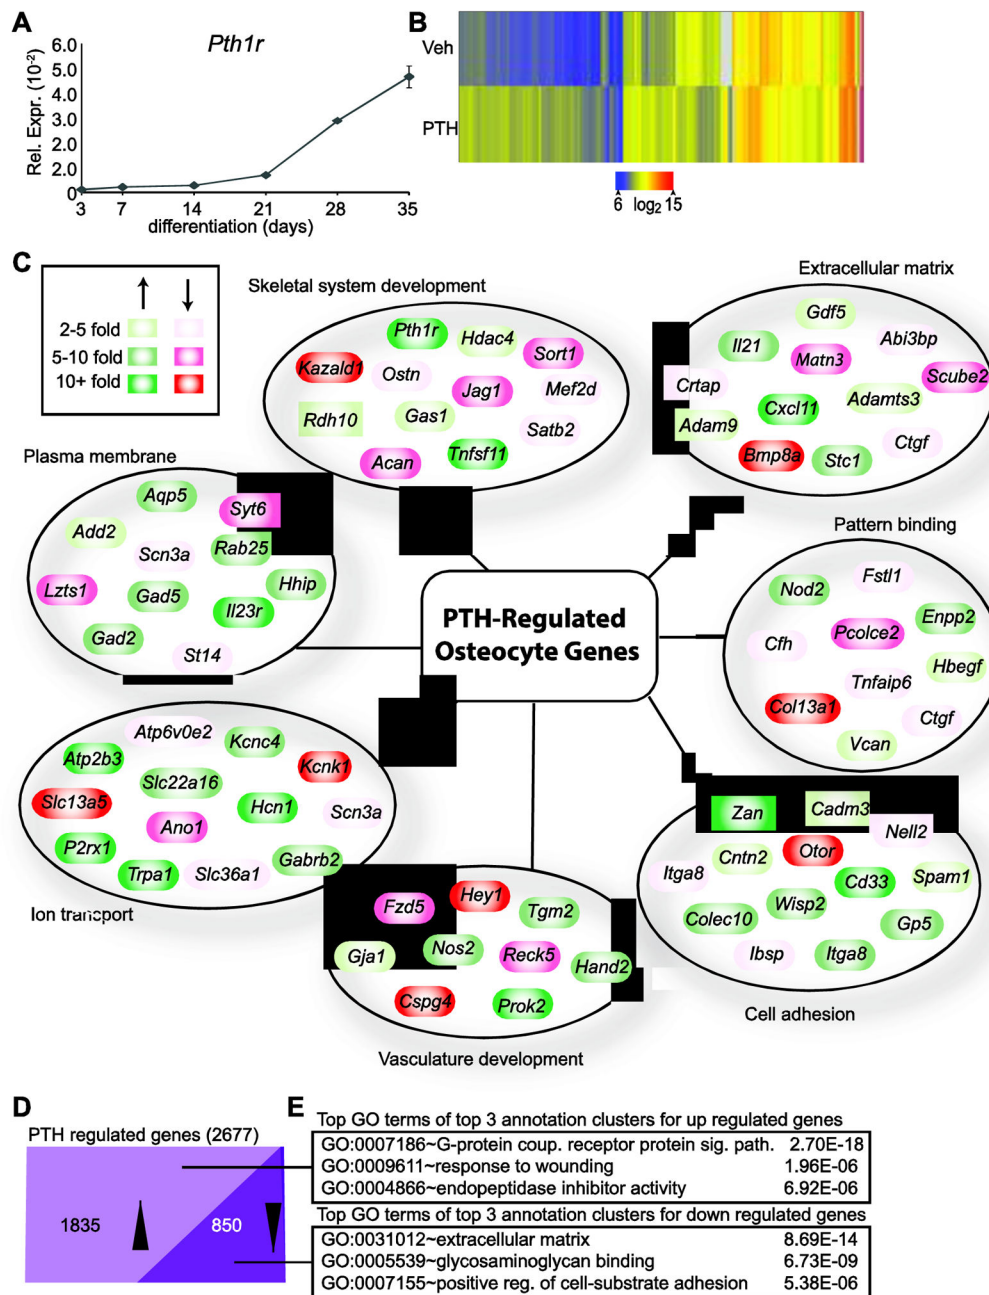 A
Pth1r
Rel. Expr. (10⁻²)
6.0
5.0
4.0
3.0
2.0
0
3 7 14 21 28 35
differentiation (days)
B
Veh
PTH
6 log₂ 15
C
2-5 fold
5-10 fold
10+ fold
Skeletal system development
Pth1r
Hdac4
Sort1
Kazald1
Ostn
Jag1
Mef2d
Rdh10
Gas1
Satb2
Acan
Tnfsf11
Extracellular matrix
Gdf5
Il21
Abi3bp
Matn3
Scube2
Crtap
Cxcl11
Adamts3
Adam9
Ctgf
Bmp8a
Stc1
Plasma membrane
Aqp5
Syt6
Add2
Scn3a
Rab25
Lzts1
Gad5
Hhip
Il23r
Gad2
St14
PTH-Regulated
Osteocyte Genes
Pattern binding
Nod2
Fstl1
Enpp2
Cfh
Pcolce2
Hbegf
Tnfaip6
Col13a1
Ctgf
Vcan
Atp6v0e2
Kcnc4
Atp2b3
Kcnk1
Slc22a16
Slc13a5
Hcn1
Scn3a
Ano1
P2rx1
Trpa1
Slc36a1
Gabrb2
Ion transport
Fzd5
Hey1
Tgm2
Gja1
Nos2
Reck5
Hand2
Cspg4
Prok2
Vasculature development
Zan
Cadm3
Nell2
Itga8
Cntn2
Otor
Cd33
Spam1
Colec10
Wisp2
Gp5
Ibsp
Itga8
Cell adhesion
D
PTH regulated genes (2677)
1835
850
E
Top GO terms of top 3 annotation clusters for up regulated genes
GO:0007186~G-protein coup. receptor protein sig. path. 2.70E-18
GO:0009611~response to wounding 1.96E-06
GO:0004866~endopeptidase inhibitor activity 6.92E-06
Top GO terms of top 3 annotation clusters for down regulated genes
GO:0031012~extracellular matrix 8.69E-14
GO:0005539~glycosaminoglycan binding 6.73E-09
GO:0007155~positive reg. of cell-substrate adhesion 5.38E-06